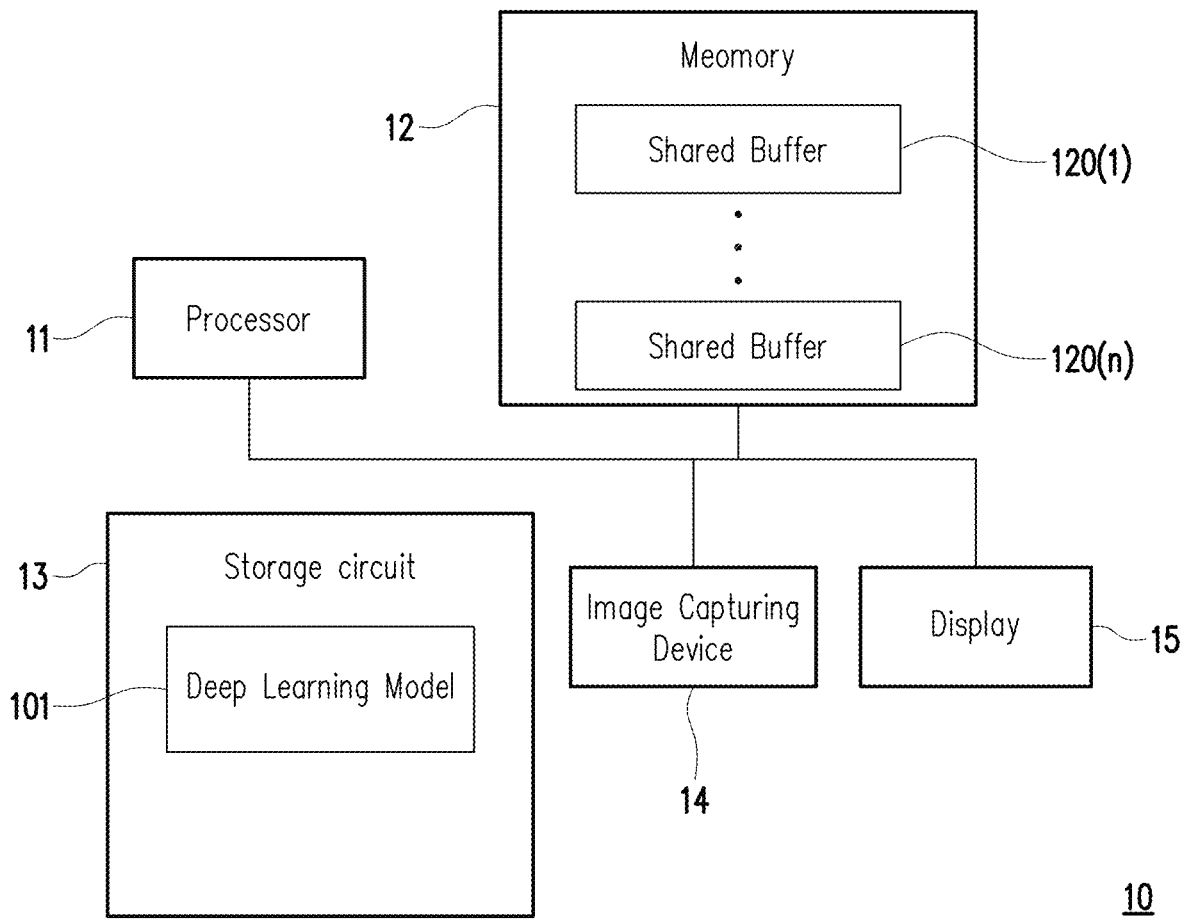 Meomory
12
Shared Buffer
120(1)
Processor
11
Shared Buffer
120(n)
13
Storage circuit
Image Capturing
Device
Display
15
101
Deep Learning Model
14
10